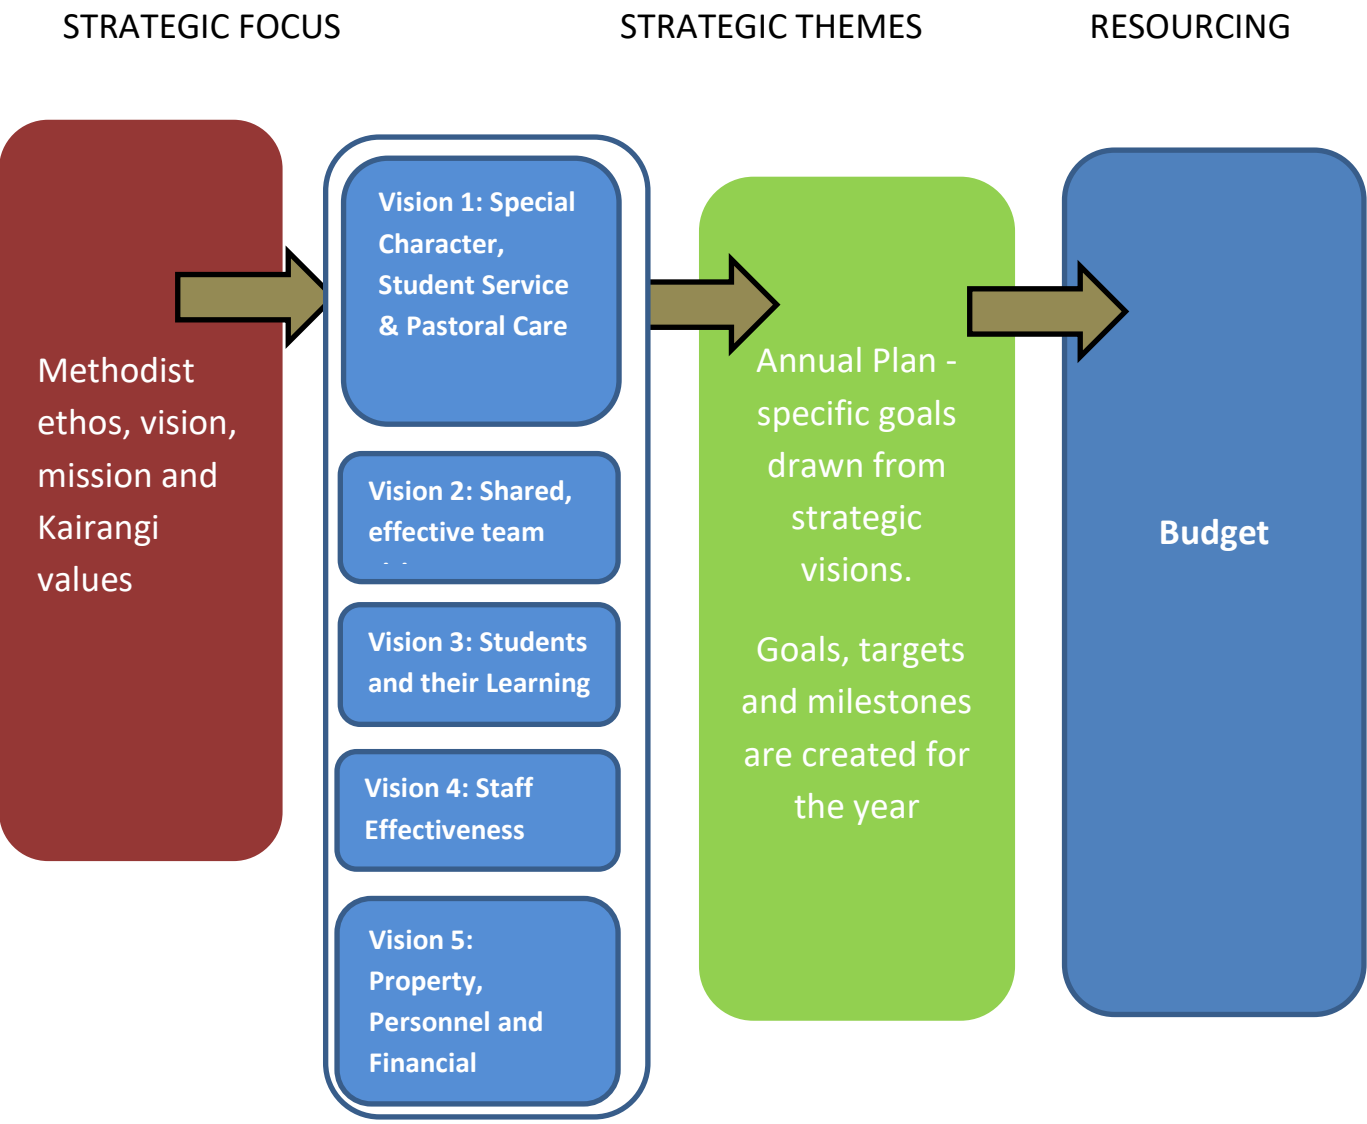 STRATEGIC FOCUS
STRATEGIC THEMES
RESOURCING
Methodist
ethos, vision,
mission and
Kairangi
values
Vision 1: Special
Character,
Student Service
& Pastoral Care
Vision 2: Shared,
effective team
Vision 3: Students
and their Learning
Vision 4: Staff
Effectiveness
Vision 5:
Property,
Personnel and
Financial
Annual Plan -
specific goals
drawn from
strategic
visions.
Goals, targets
and milestones
are created for
the year
Budget